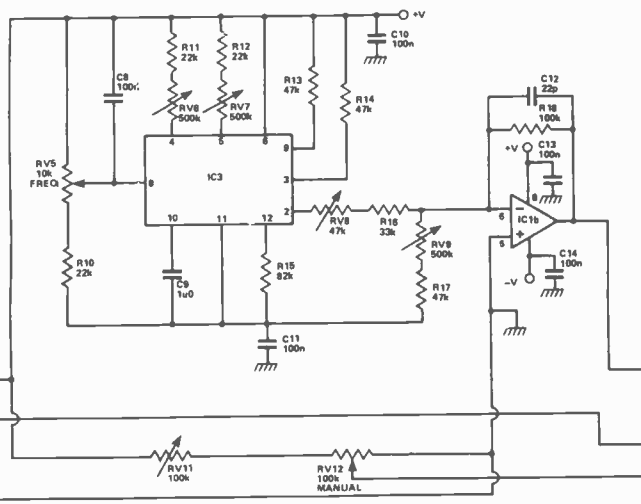 +V
R11
22k
R12
22k
C10
100n
C8
100n
R13
47k
R14
47k
RV6
500k
RV7
500k
C12
22p
R18
100k
+V
C13
100n
4
5
6
9
3
2
8
IC3
RV5
10k
FREQ
10
11
12
RV8
47k
R16
33k
RV9
500k
6
8
5
IC1b
C14
100n
-V
R10
22k
C9
1u0
R15
82k
R17
47k
C11
100n
RV11
100k
RV12
100k
MANUAL